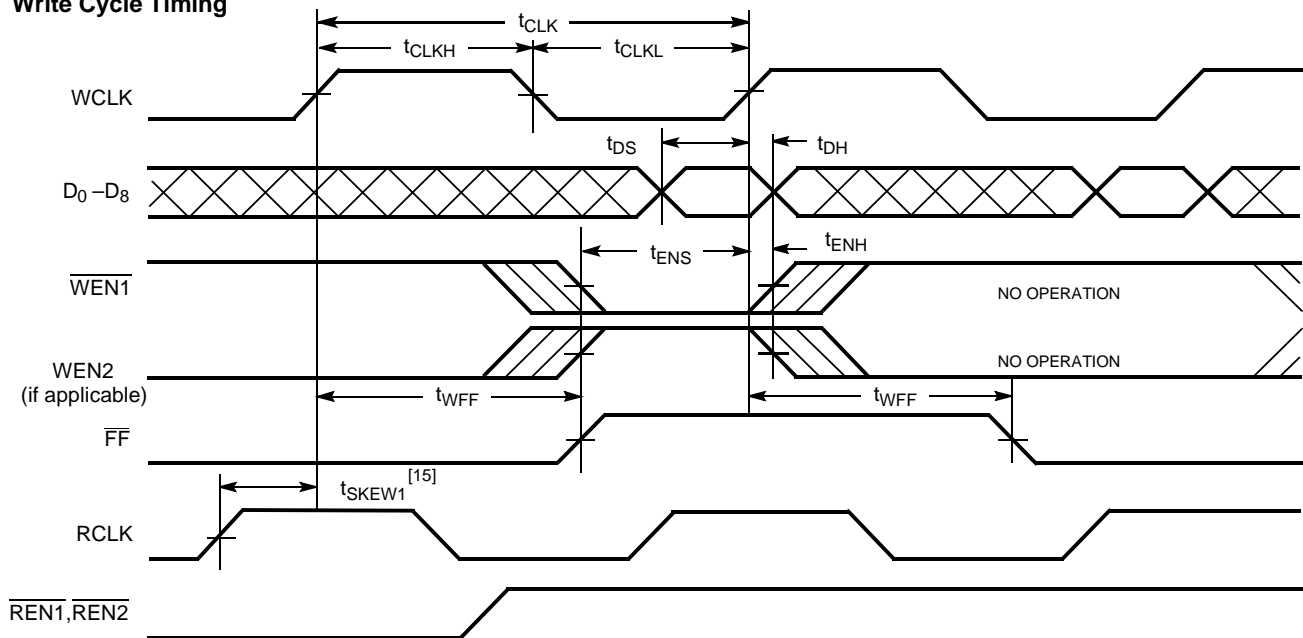 Write Cycle Timing
tCLK
tCLKH
tCLKL
WCLK
tDS
tDH
D0 –D8
tENS
tENH
WEN1
NO OPERATION
WEN2
(if applicable)
NO OPERATION
tWFF
tWFF
FF
tSKEW1 [15]
RCLK
REN1,REN2